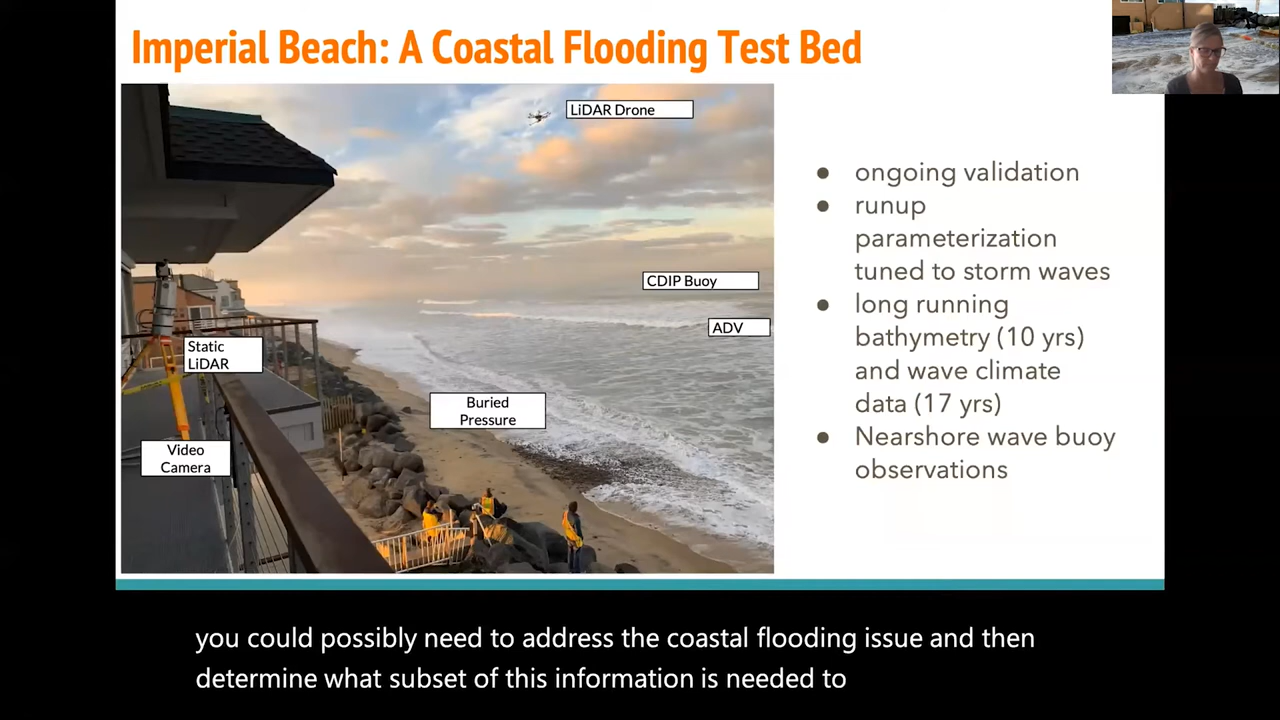 Imperial Beach: A Coastal Flooding Test Bed
LiDAR Drone
CDIP Buoy
ADV
Static
LiDAR
Buried
Pressure
Video
Camera
● ongoing validation
● runup
parameterization
tuned to storm waves
● long running
bathymetry (10 yrs)
and wave climate
data (17 yrs)
● Nearshore wave buoy
observations
you could possibly need to address the coastal flooding issue and then
determine what subset of this information is needed to